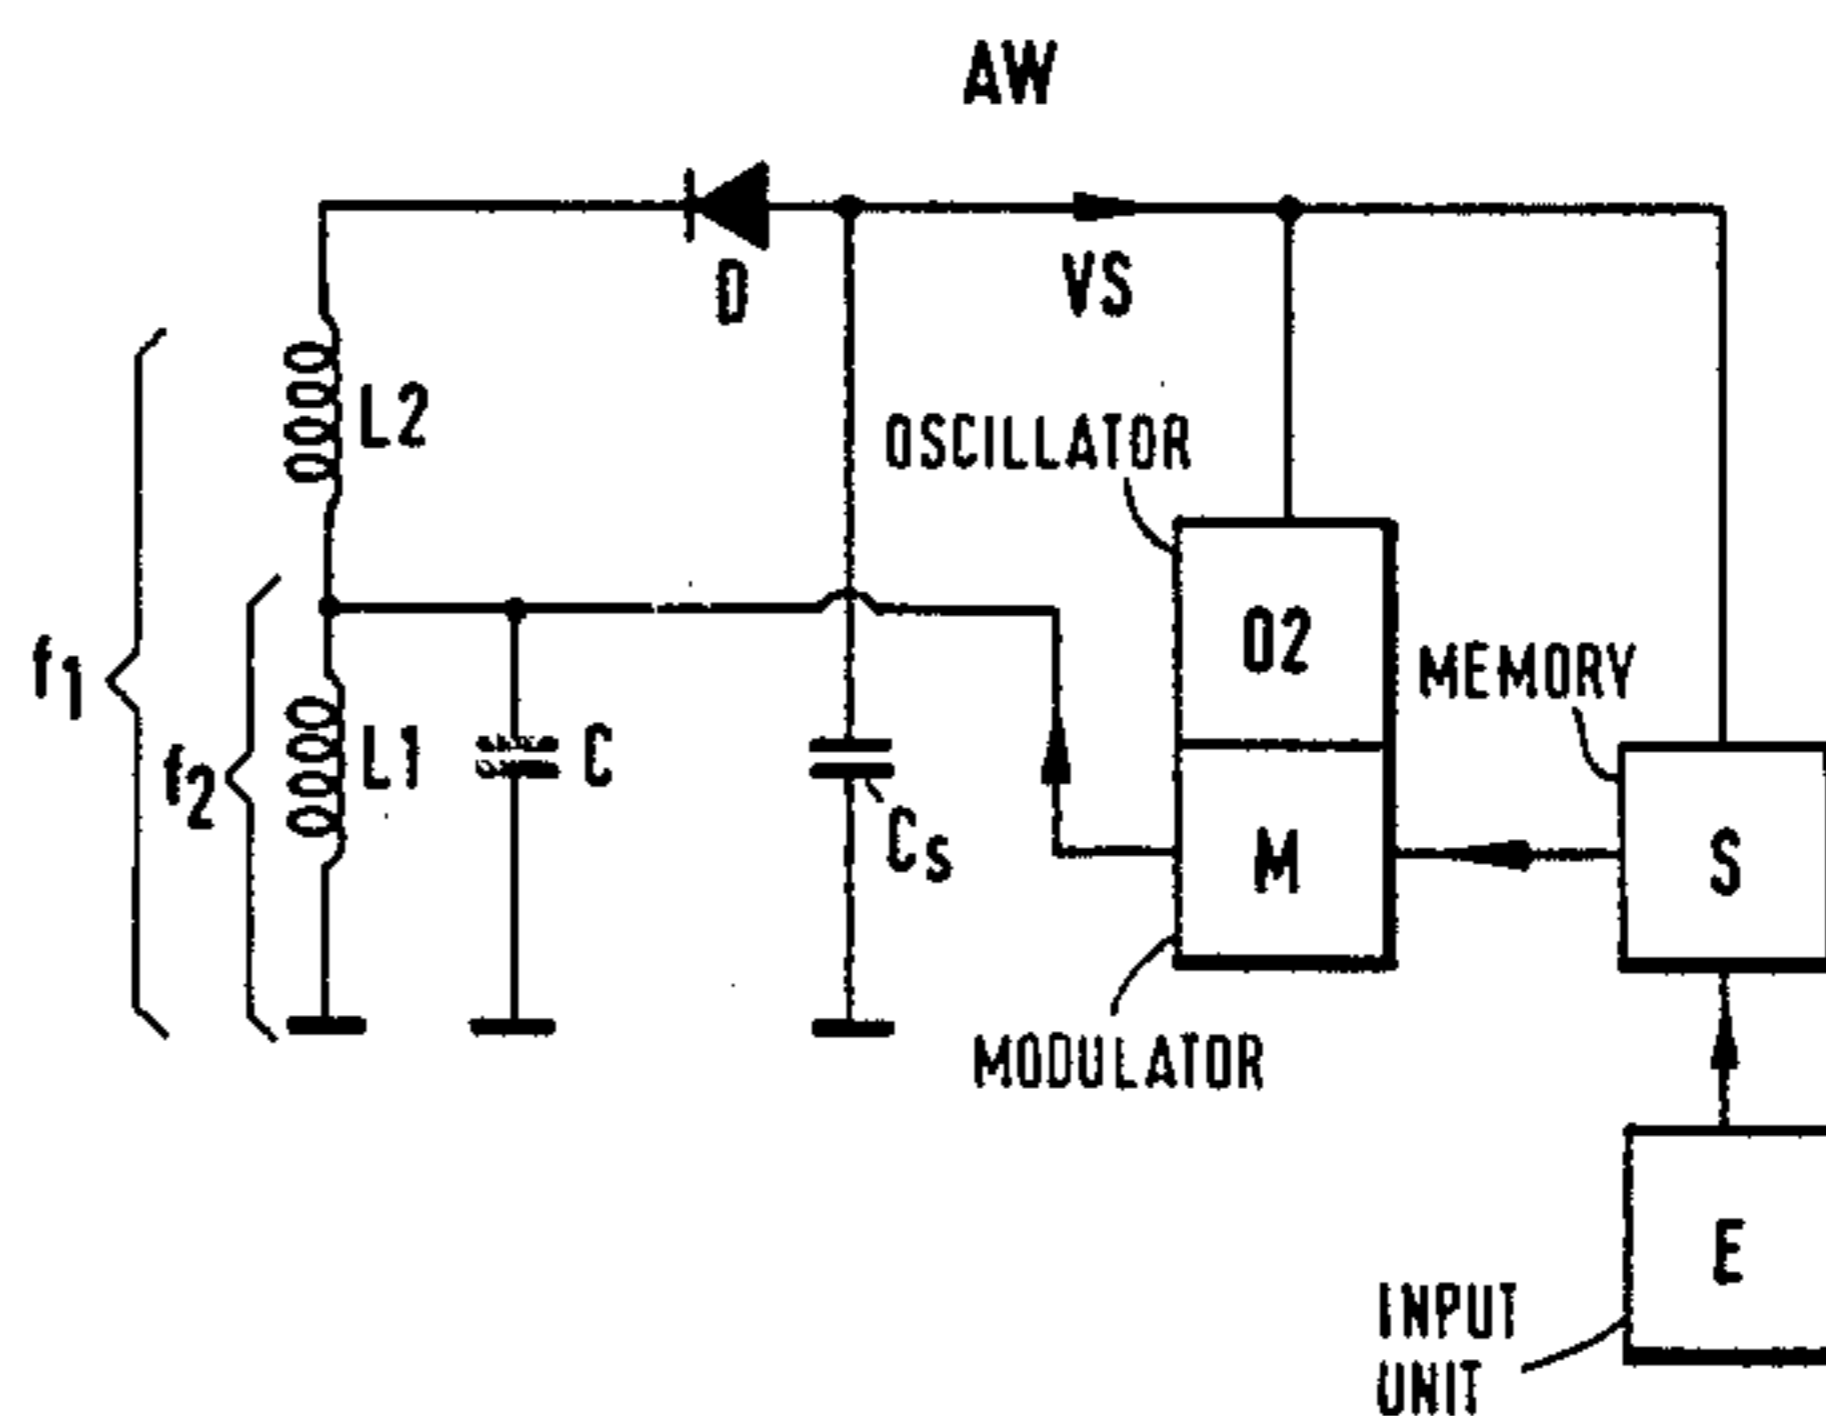 AW
D
VS
L2
OSCILLATOR
O2
MEMORY
f1
f2
L1
C
Cs
M
S
MODULATOR
E
INPUT
UNIT